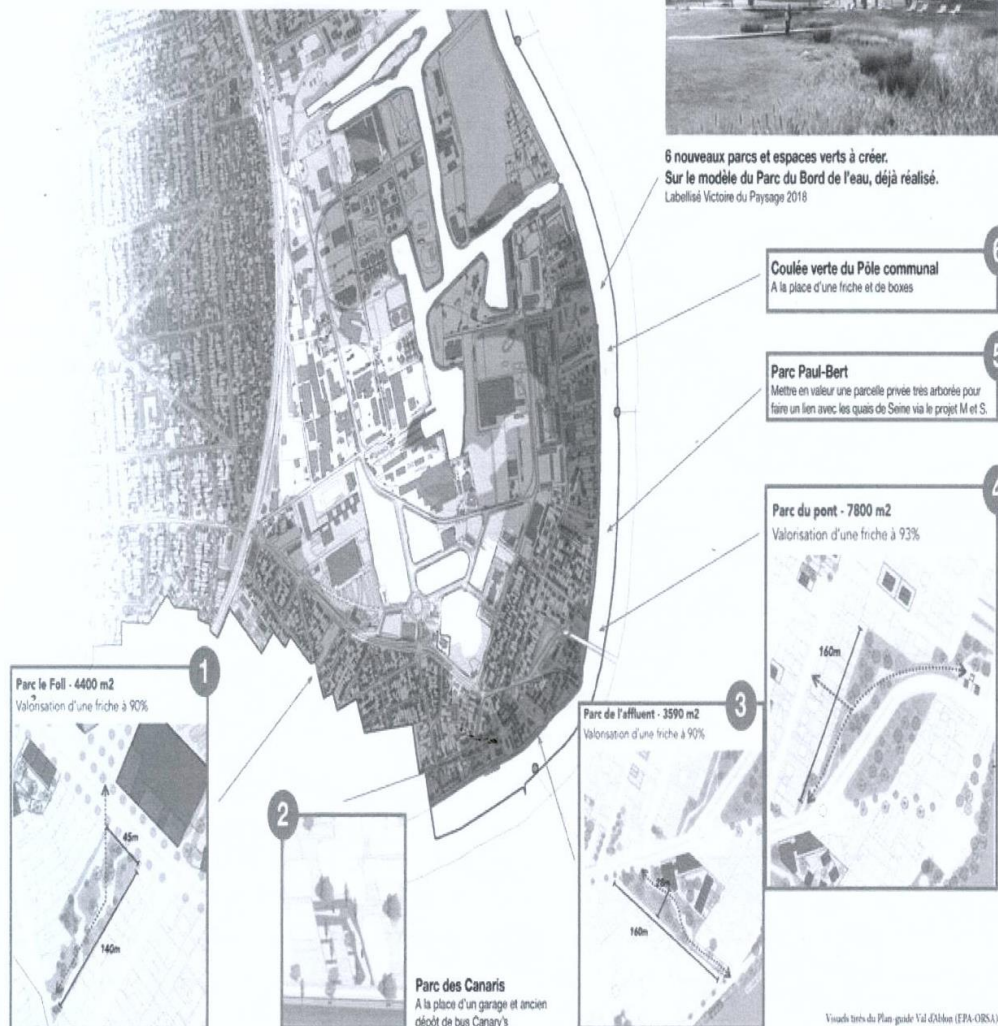 6 nouveaux parcs et espaces verts à créer.
Sur le modèle du Parc du Bord de l'eau, déjà réalisé.
Labellisé Victoire du Paysage 2018
6
Coulée verte du Pôle communal
A la place d'une friche et de boxes
5
Parc Paul-Bert
Mettre en valeur une parcelle privée très arborée pour
faire un lien avec les quais de Seine via le projet M et S.
4
Parc du pont - 7800 m2
Valorisation d'une friche à 93%
160m
1
Parc le Foll - 4400 m2
Valorisation d'une friche à 90%
45m
140m
2
Parc des Canaris
A la place d'un garage et ancien
dépôt de bus Canary's
3
Parc de l'affluent - 3590 m2
Valorisation d'une friche à 90%
28m
160m
Visuels tirés du Plan-guide Val d'Ablon (EPA-ORSA)